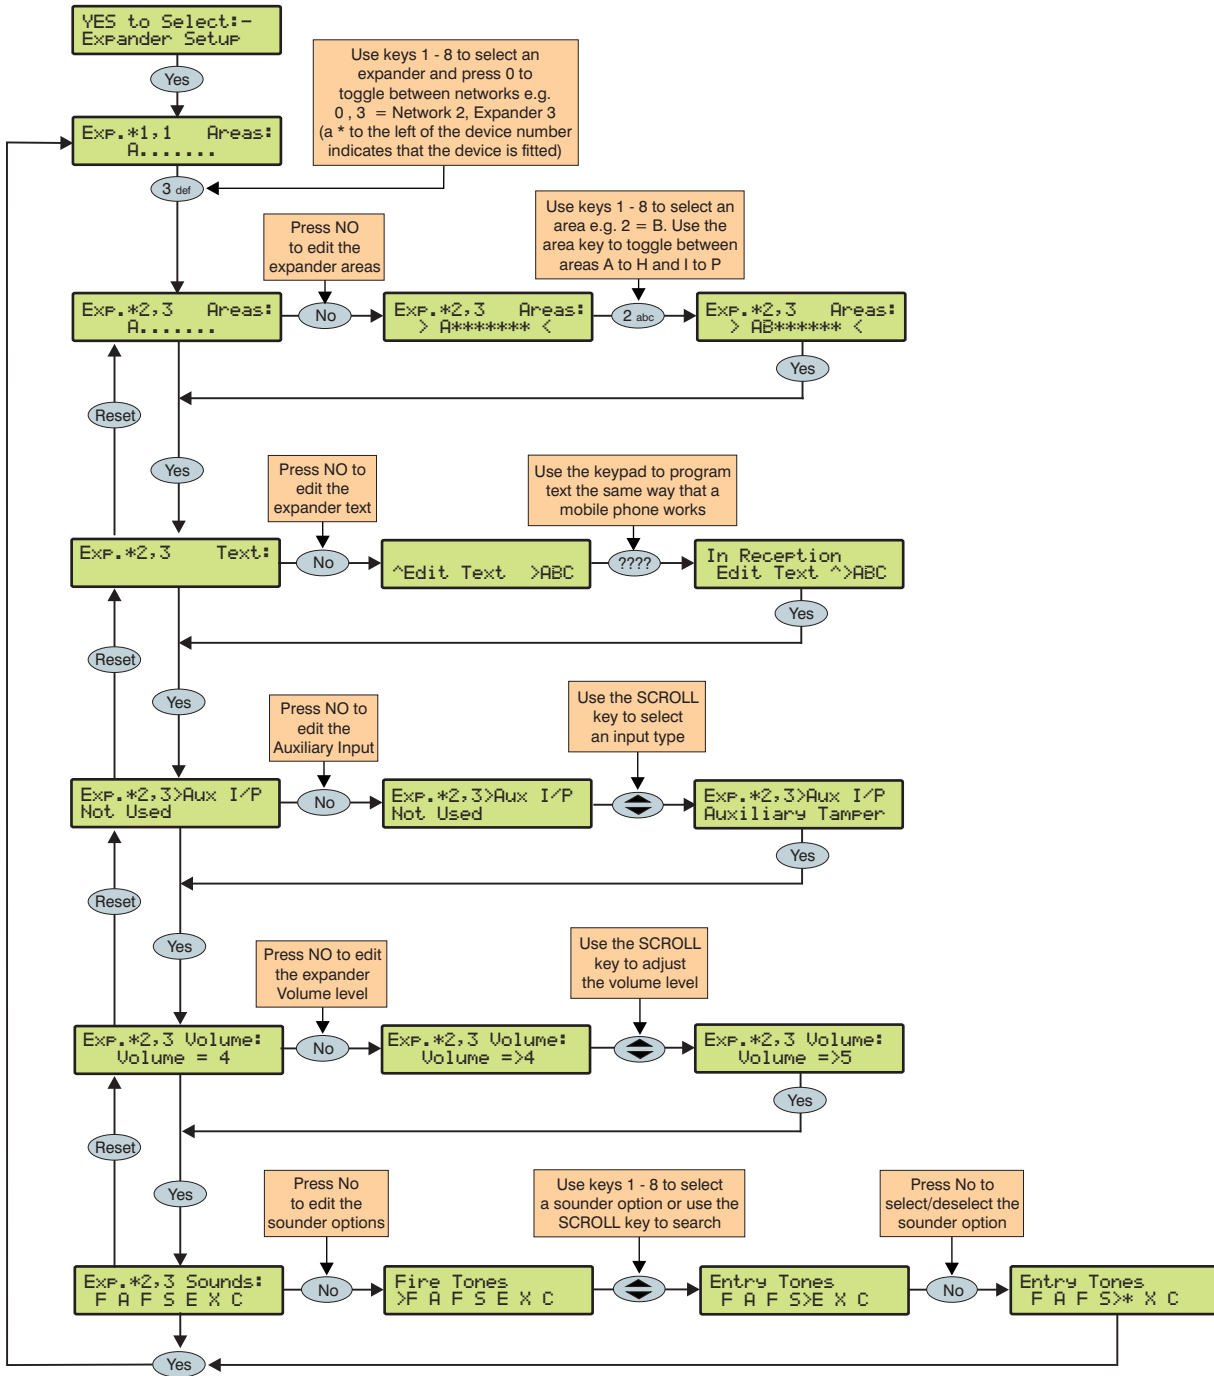 YES to Select:-
Expander Setup
Yes
Use keys 1 - 8 to select an
expander and press 0 to
toggle between networks e.g.
0 , 3 = Network 2, Expander 3
(a * to the left of the device number
indicates that the device is fitted)
Exp.*1,1 Areas:
A.......
3 def
Press NO
to edit the
expander areas
Use keys 1 - 8 to select an
area e.g. 2 = B. Use the
area key to toggle between
areas A to H and I to P
Exp.*2,3 Areas:
A.......
No
Exp.*2,3 Areas:
> A******* <
2 abc
Exp.*2,3 Areas:
> AB****** <
Yes
Reset
Yes
Press NO to
edit the
expander text
Use the keypad to program
text the same way that a
mobile phone works
Exp.*2,3 Text:
No
^Edit Text >ABC
????
In Reception
Edit Text ^>ABC
Yes
Reset
Yes
Press NO to
edit the
Auxiliary Input
Use the SCROLL
key to select
an input type
Exp.*2,3>Aux I/P
Not Used
No
Exp.*2,3>Aux I/P
Not Used
Exp.*2,3>Aux I/P
Auxiliary Tamper
Yes
Reset
Yes
Press NO to edit
the expander
Volume level
Use the SCROLL
key to adjust
the volume level
Exp.*2,3 Volume:
Volume = 4
No
Exp.*2,3 Volume:
Volume =>4
Exp.*2,3 Volume:
Volume =>5
Yes
Reset
Yes
Press No
to edit the
sounder options
Use keys 1 - 8 to select
a sounder option or use the
SCROLL key to search
Press No to
select/deselect the
sounder option
Exp.*2,3 Sounds:
F A F S E X C
No
Fire Tones
>F A F S E X C
Entry Tones
F A F S>E X C
No
Entry Tones
F A F S>* X C
Yes